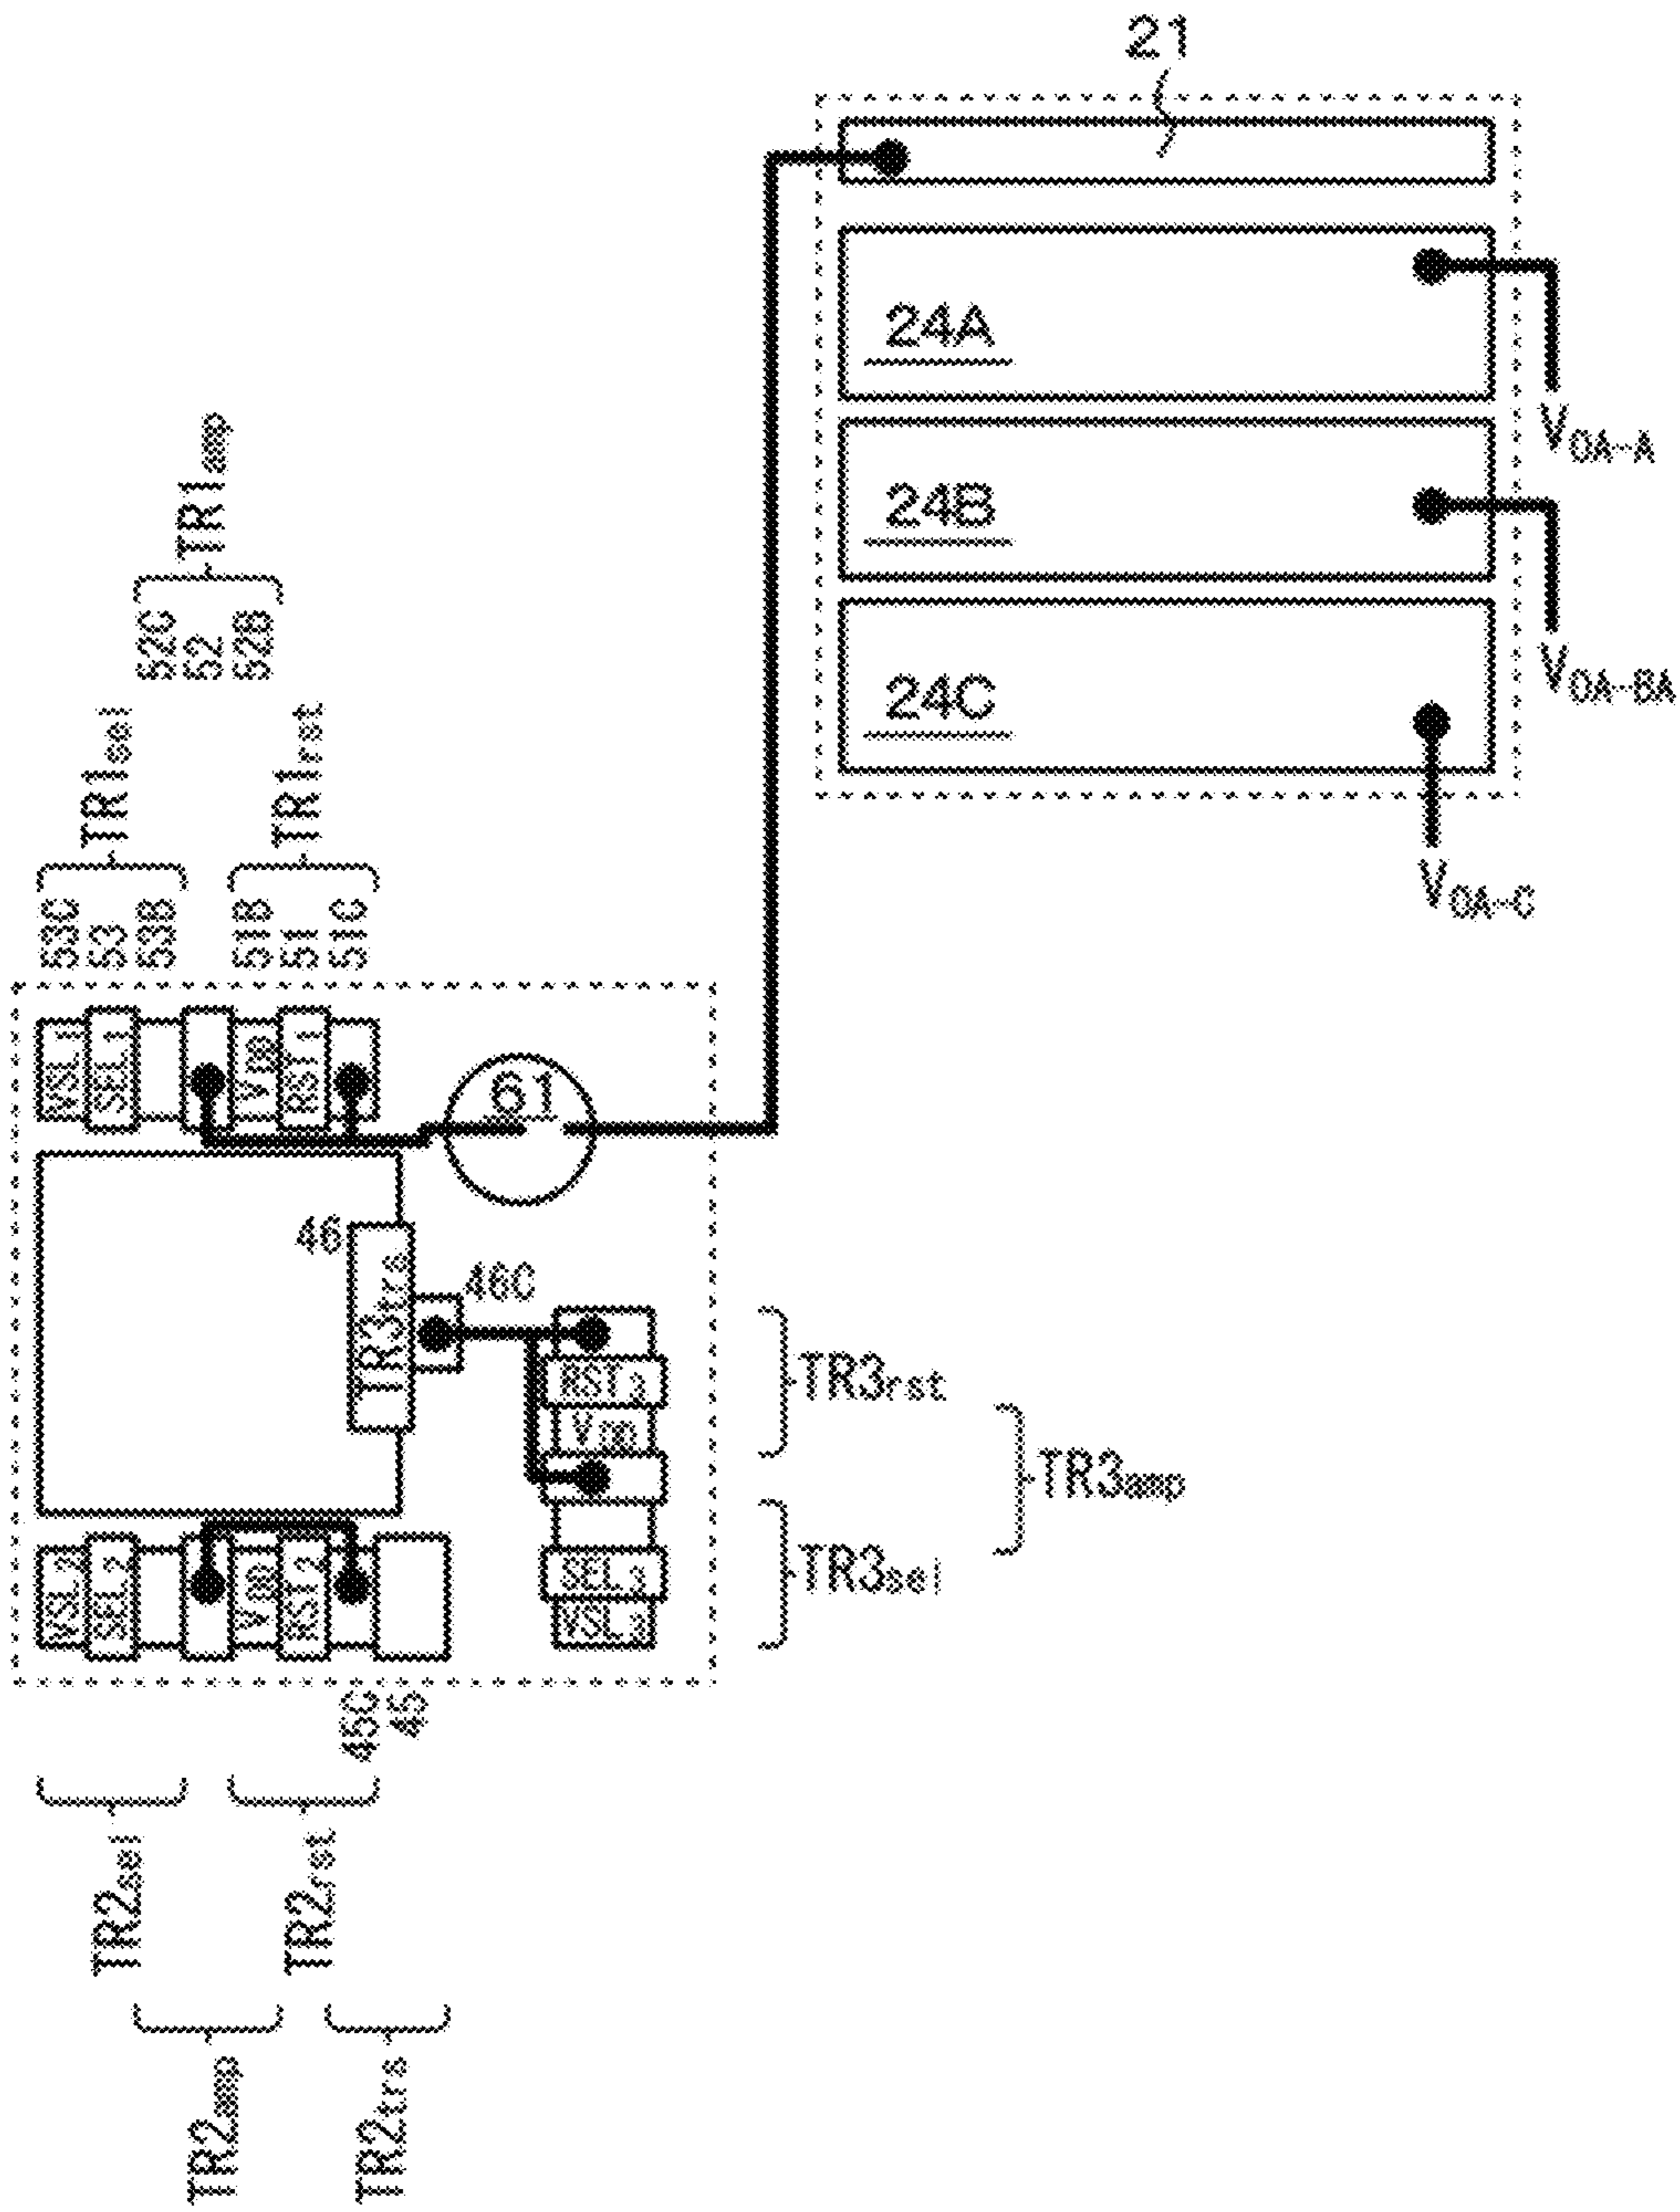 21
24A
24B
24C
VOA-A
VOA-BA
VOA-C
TR1amp
52C
52
52B
TR1sel
TR1rst
53C
53
53B
51B
51
51C
VSL1
SEL1
VDD
RST1
61
46
TR3trs
46C
RST3
VDD
SEL3
VSL3
TR3rst
TR3amp
TR3sel
VSL2
SEL2
VDD
RST2
45C
45
TR2sel
TR2rst
TR2amp
TR2trs